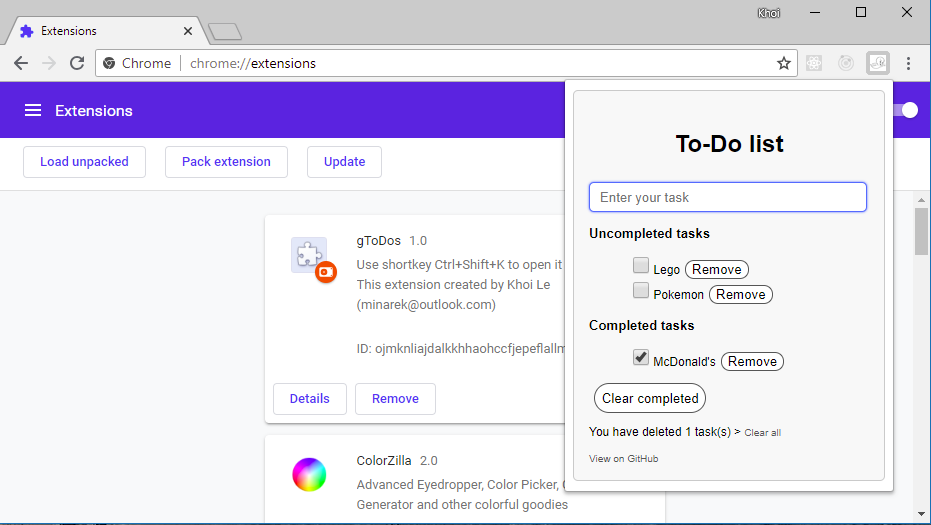 Khoi
Extensions
Chrome
chrome://extensions
Extensions
Load unpacked
Pack extension
Update
gToDos 1.0
Use shortkey Ctrl+Shift+K to open it
This extension created by Khoi Le
(minarek@outlook.com)
Details
Remove
ColorZilla 2.0
Advanced Eyedropper, Color Picker,
Generator and other colorful goodies
To-Do list
Enter your task
Uncompleted tasks
Lego Remove
Pokemon Remove
Completed tasks
McDonald's Remove
Clear completed
You have deleted 1 task(s) > Clear all
View on GitHub